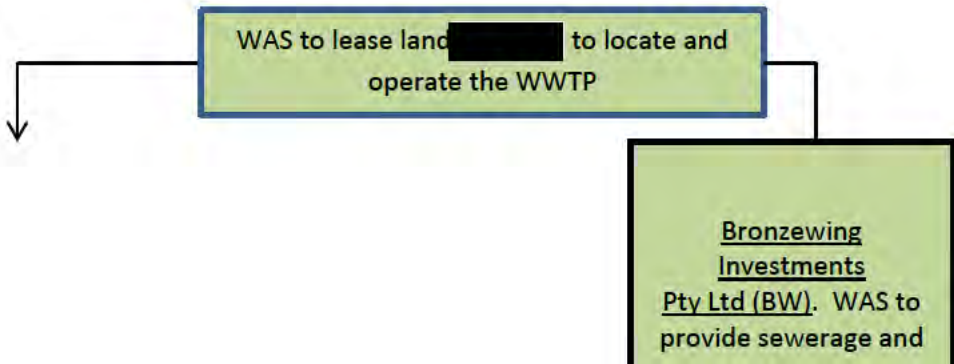 WAS to lease land to locate and
operate the WWTP
Bronzewing
Investments
Pty Ltd (BW). WAS to
provide sewerage and